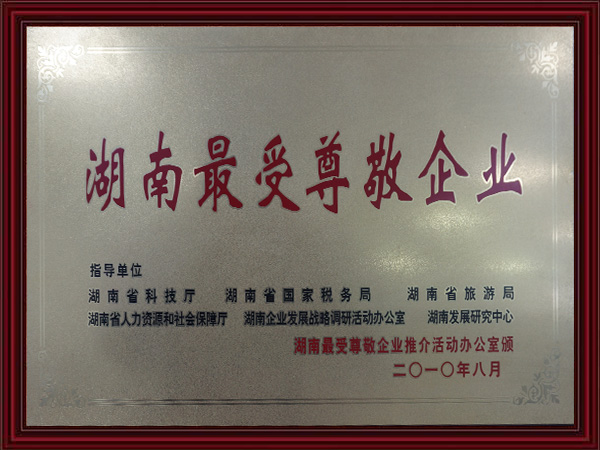 湖南最受尊敬企业
指导单位
湖南省科技厅 湖南省国家税务局 湖南省旅游局
湖南省人力资源和社会保障厅 湖南企业发展战略调研活动办公室 湖南发展研究中心
湖南最受尊敬企业推介活动办公室颁
二〇一〇年八月